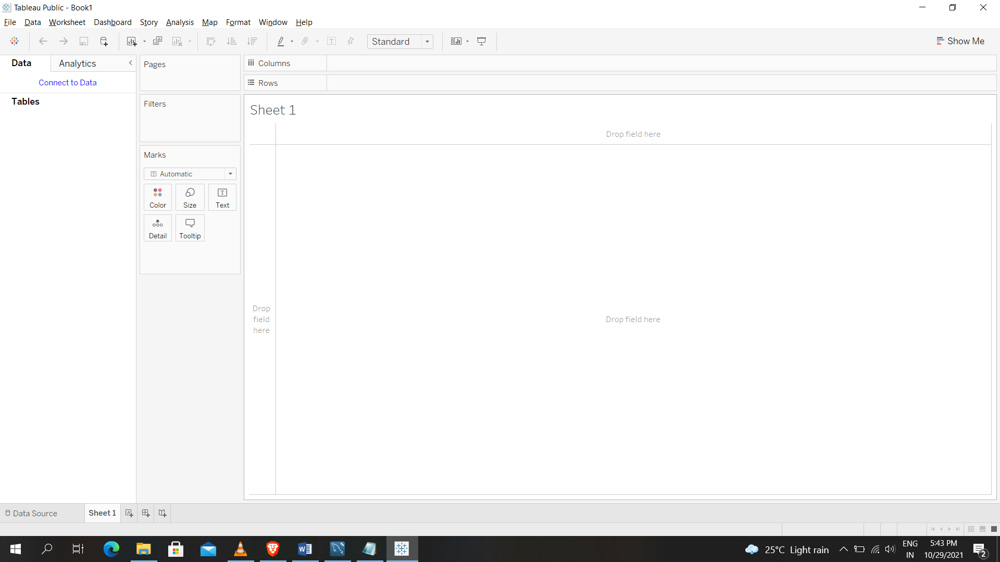 Tableau Public - Book1
File Data Worksheet Dashboard Story Analysis Map Format Window Help
Standard
Show Me
Data Analytics
Connect to Data
Tables
Pages
Filters
Marks
Automatic
Color Size Text
Detail Tooltip
Columns
Rows
Sheet 1
Drop field here
Drop
field
here
Drop field here
Data Source Sheet 1
25°C Light rain
ENG
IN
5:43 PM
10/29/2021
2